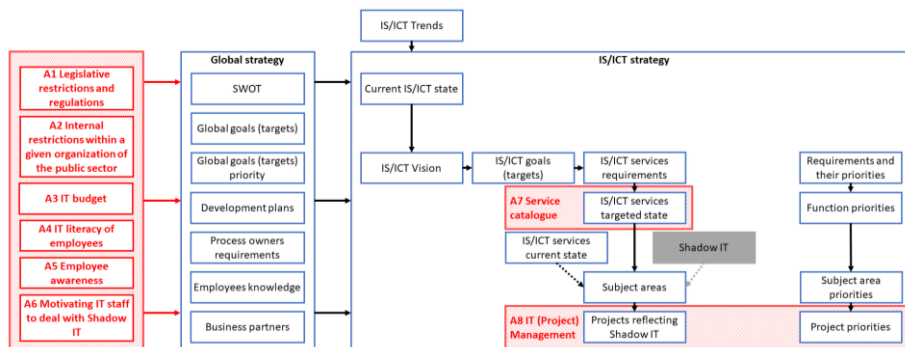 IS/ICT Trends
A1 Legislative
restrictions and
regulations
A2 Internal
restrictions within a
given organization of
the public sector
A3 IT budget
A4 IT literacy of
employees
A5 Employee
awareness
A6 Motivating IT staff
to deal with Shadow
IT
Global strategy
SWOT
Global goals (targets)
Global goals (targets)
priority
Development plans
Process owners
requirements
Employees knowledge
Business partners
IS/ICT strategy
Current IS/ICT state
IS/ICT Vision
IS/ICT goals
(targets)
IS/ICT services
requirements
A7 Service
catalogue
IS/ICT services
targeted state
IS/ICT services
current state
Shadow IT
Subject areas
A8 IT (Project)
Management
Projects reflecting
Shadow IT
Requirements and
their priorities
Function priorities
Subject area
priorities
Project priorities